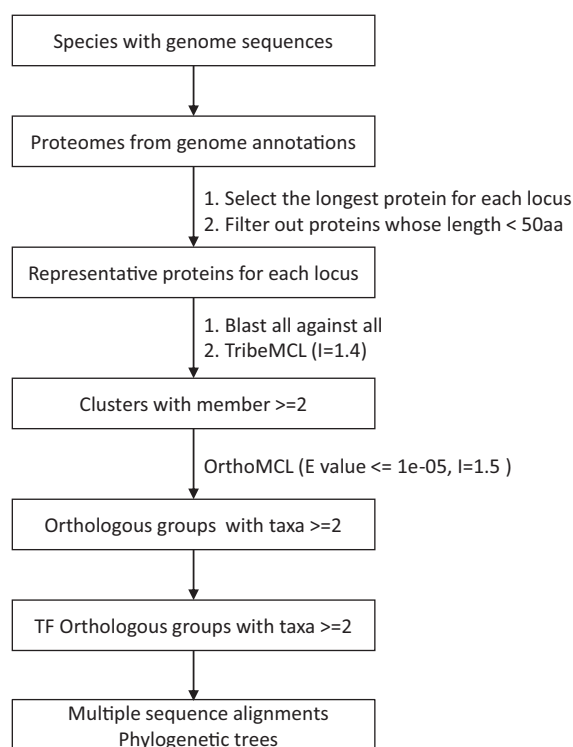 Species with genome sequences
Proteomes from genome annotations
1. Select the longest protein for each locus
2. Filter out proteins whose length < 50aa
Representative proteins for each locus
1. Blast all against all
2. TribeMCL (I=1.4)
Clusters with member >=2
OrthoMCL (E value <= 1e-05, I=1.5 )
Orthologous groups with taxa >=2
TF Orthologous groups with taxa >=2
Multiple sequence alignments
Phylogenetic trees